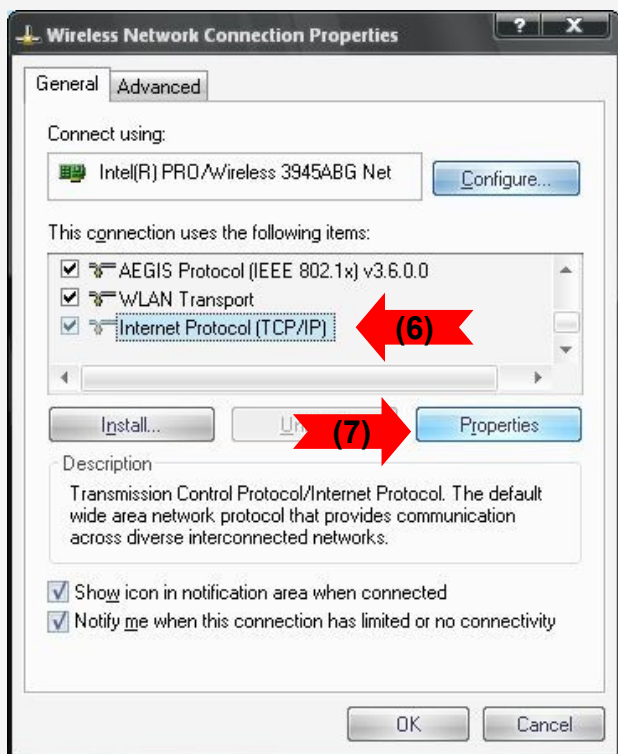 Wireless Network Connection Properties
? X
General Advanced
Connect using:
Intel(R) PRO/Wireless 3945ABG Net Configure...
This connection uses the following items:
AEGIS Protocol (IEEE 802.1x) v3.6.0.0
WLAN Transport
Internet Protocol (TCP/IP) (6)
Install... (7) Properties
Description
Transmission Control Protocol/Internet Protocol. The default
wide area network protocol that provides communication
across diverse interconnected networks.
Show icon in notification area when connected
Notify me when this connection has limited or no connectivity
OK Cancel